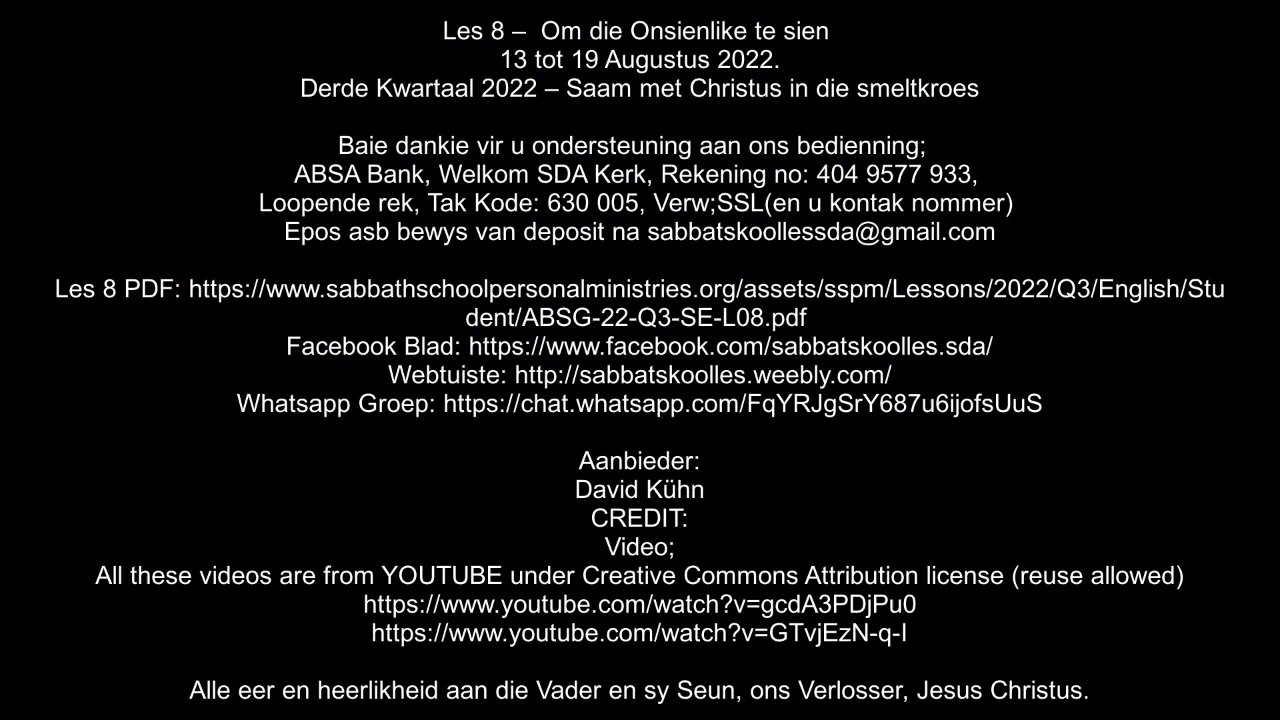 Les 8 – Om die Onsienlike te sien
13 tot 19 Augustus 2022.
Derde Kwartaal 2022 – Saam met Christus in die smeltkroes
Baie dankie vir u ondersteuning aan ons bedienning;
ABSA Bank, Welkom SDA Kerk, Rekening no: 404 9577 933,
Loopende rek, Tak Kode: 630 005, Verw;SSL(en u kontak nommer)
Epos asb bewys van deposit na sabbatskoollessda@gmail.com
Les 8 PDF: https://www.sabbathschoolpersonalministries.org/assets/sspm/Lessons/2022/Q3/English/Stu
dent/ABSG-22-Q3-SE-L08.pdf
Facebook Blad: https://www.facebook.com/sabbatskoolles.sda/
Webtuiste: http://sabbatskoolles.weebly.com/
Whatsapp Groep: https://chat.whatsapp.com/FqYRJgSrY687u6ijofsUuS
Aanbieder:
David Kühn
CREDIT:
Video;
All these videos are from YOUTUBE under Creative Commons Attribution license (reuse allowed)
https://www.youtube.com/watch?v=gcdA3PDjPu0
https://www.youtube.com/watch?v=GTvjEzN-q-I
Alle eer en heerlikheid aan die Vader en sy Seun, ons Verlosser, Jesus Christus.